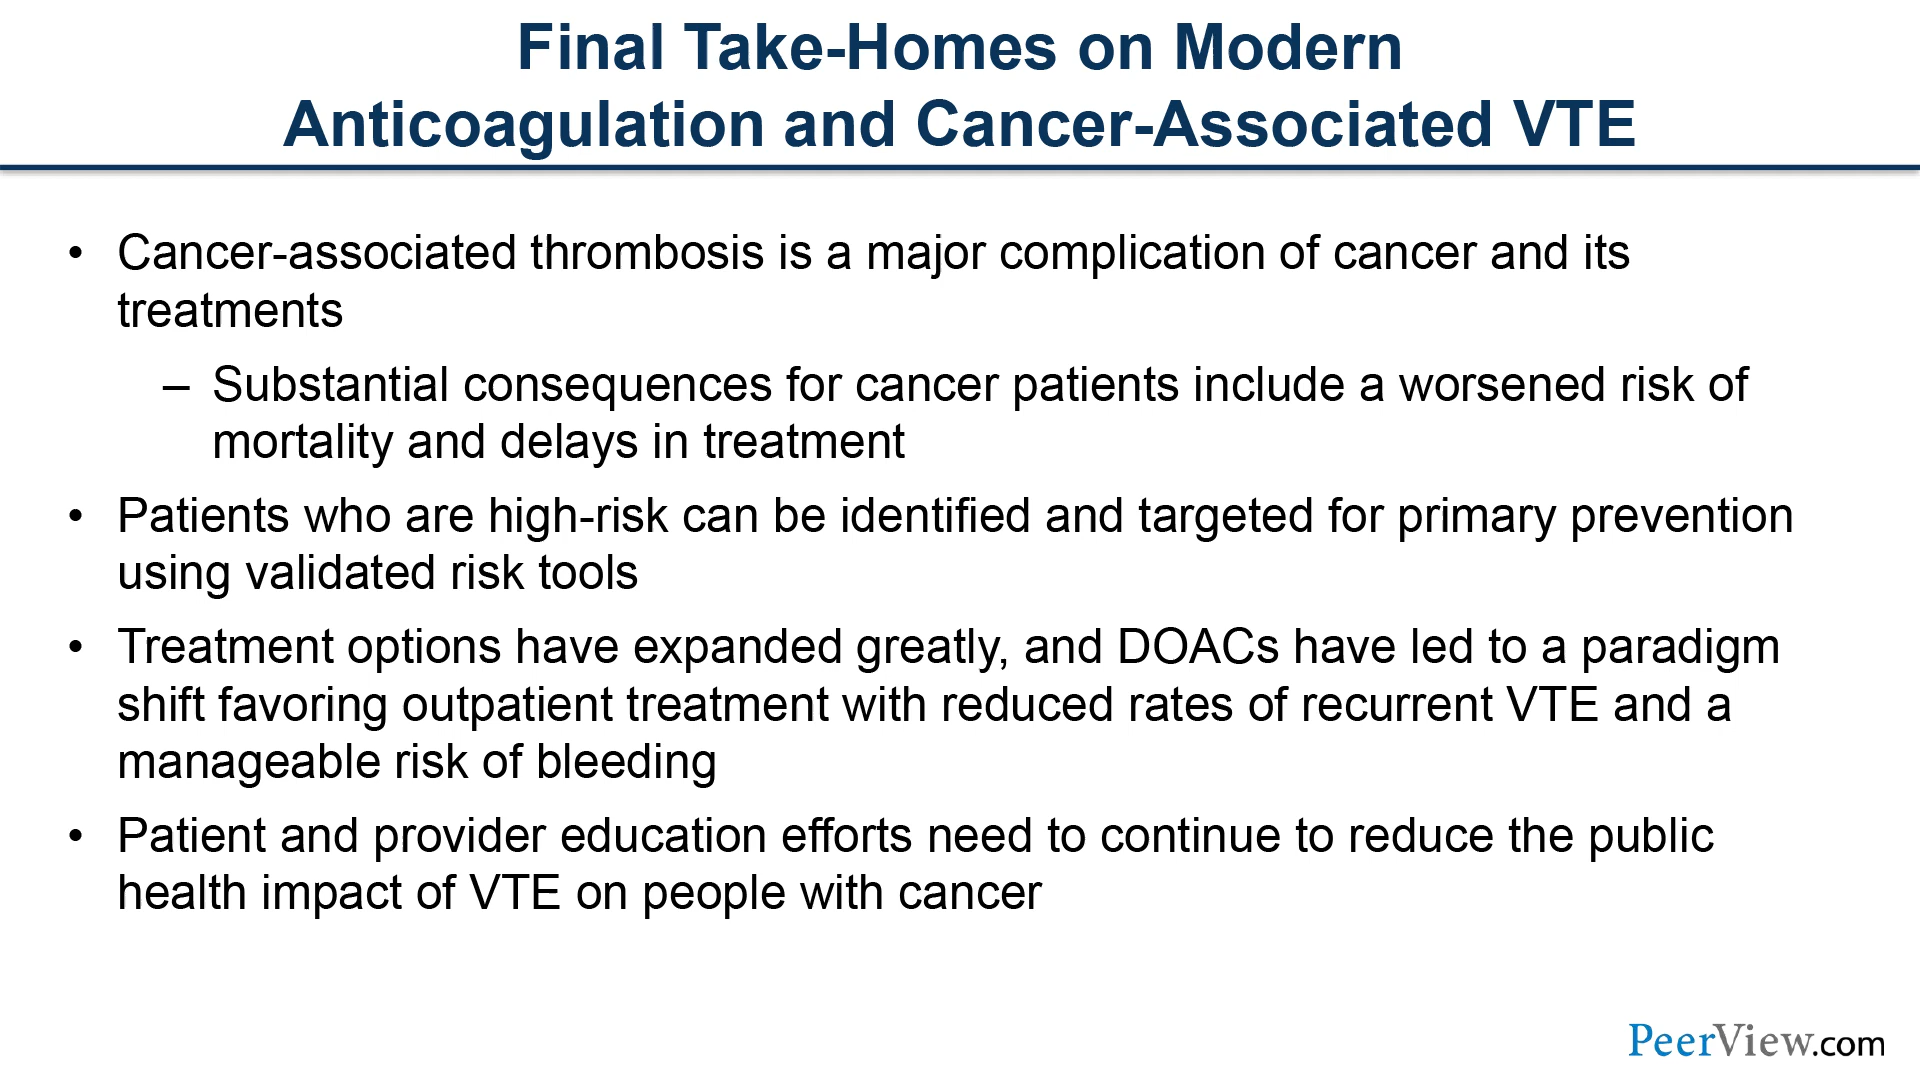 Final Take-Homes on Modern
Anticoagulation and Cancer-Associated VTE
• Cancer-associated thrombosis is a major complication of cancer and its
treatments
– Substantial consequences for cancer patients include a worsened risk of
mortality and delays in treatment
• Patients who are high-risk can be identified and targeted for primary prevention
using validated risk tools
• Treatment options have expanded greatly, and DOACs have led to a paradigm
shift favoring outpatient treatment with reduced rates of recurrent VTE and a
manageable risk of bleeding
• Patient and provider education efforts need to continue to reduce the public
health impact of VTE on people with cancer
PeerView.com